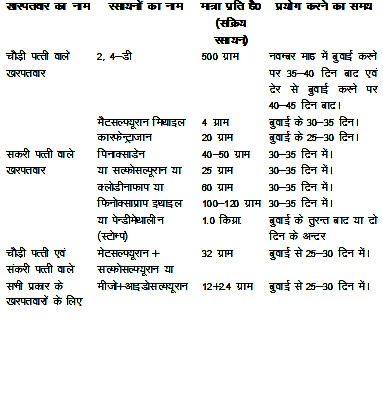 खरपतवार का नाम रसायनों का नाम मात्रा प्रति है0 प्रयोग करने का समय
(सक्रिय
रसायन)
चौड़ी पत्ती वाले 2, 4–डी 500 ग्राम नवम्बर माह में बुवाई करने
खरपतवार पर 35–40 दिन बाद एवं
देर से बुवाई करने पर
40–45 दिन बाद।
मैटसल्फ्यूरान मिथाइल 4 ग्राम बुवाई के 30–35 दिन।
कारफेन्ट्राजान 20 ग्राम बुवाई के 25–30 दिन।
सकरी पत्ती वाले पिनाक्साडेन 40–50 ग्राम 30–35 दिन में।
खरपतवार या सल्फोसल्फूरान या 25 ग्राम 30–35 दिन में।
क्लोडीनाफाप या 60 ग्राम 30–35 दिन में।
फिनोक्साप्राप इथाइल 100–120 ग्राम 30–35 दिन में।
या पेन्डीमेथालीन 1.0 किग्रा. बुवाई के तुरन्त बाद या दो
(स्टोम्प) दिन के अन्दर
चौड़ी पत्ती एवं मेटसल्फ्यूरान + 32 ग्राम बुवाई से 25–30 दिन में।
संकरी पत्ती वाले सल्फोसल्फ्यूरान या
सभी प्रकार के मीजो+आइडोसल्फ्यूरान 12+2.4 ग्राम बुवाई से 25–30 दिन में।
खरपतवारों के लिए